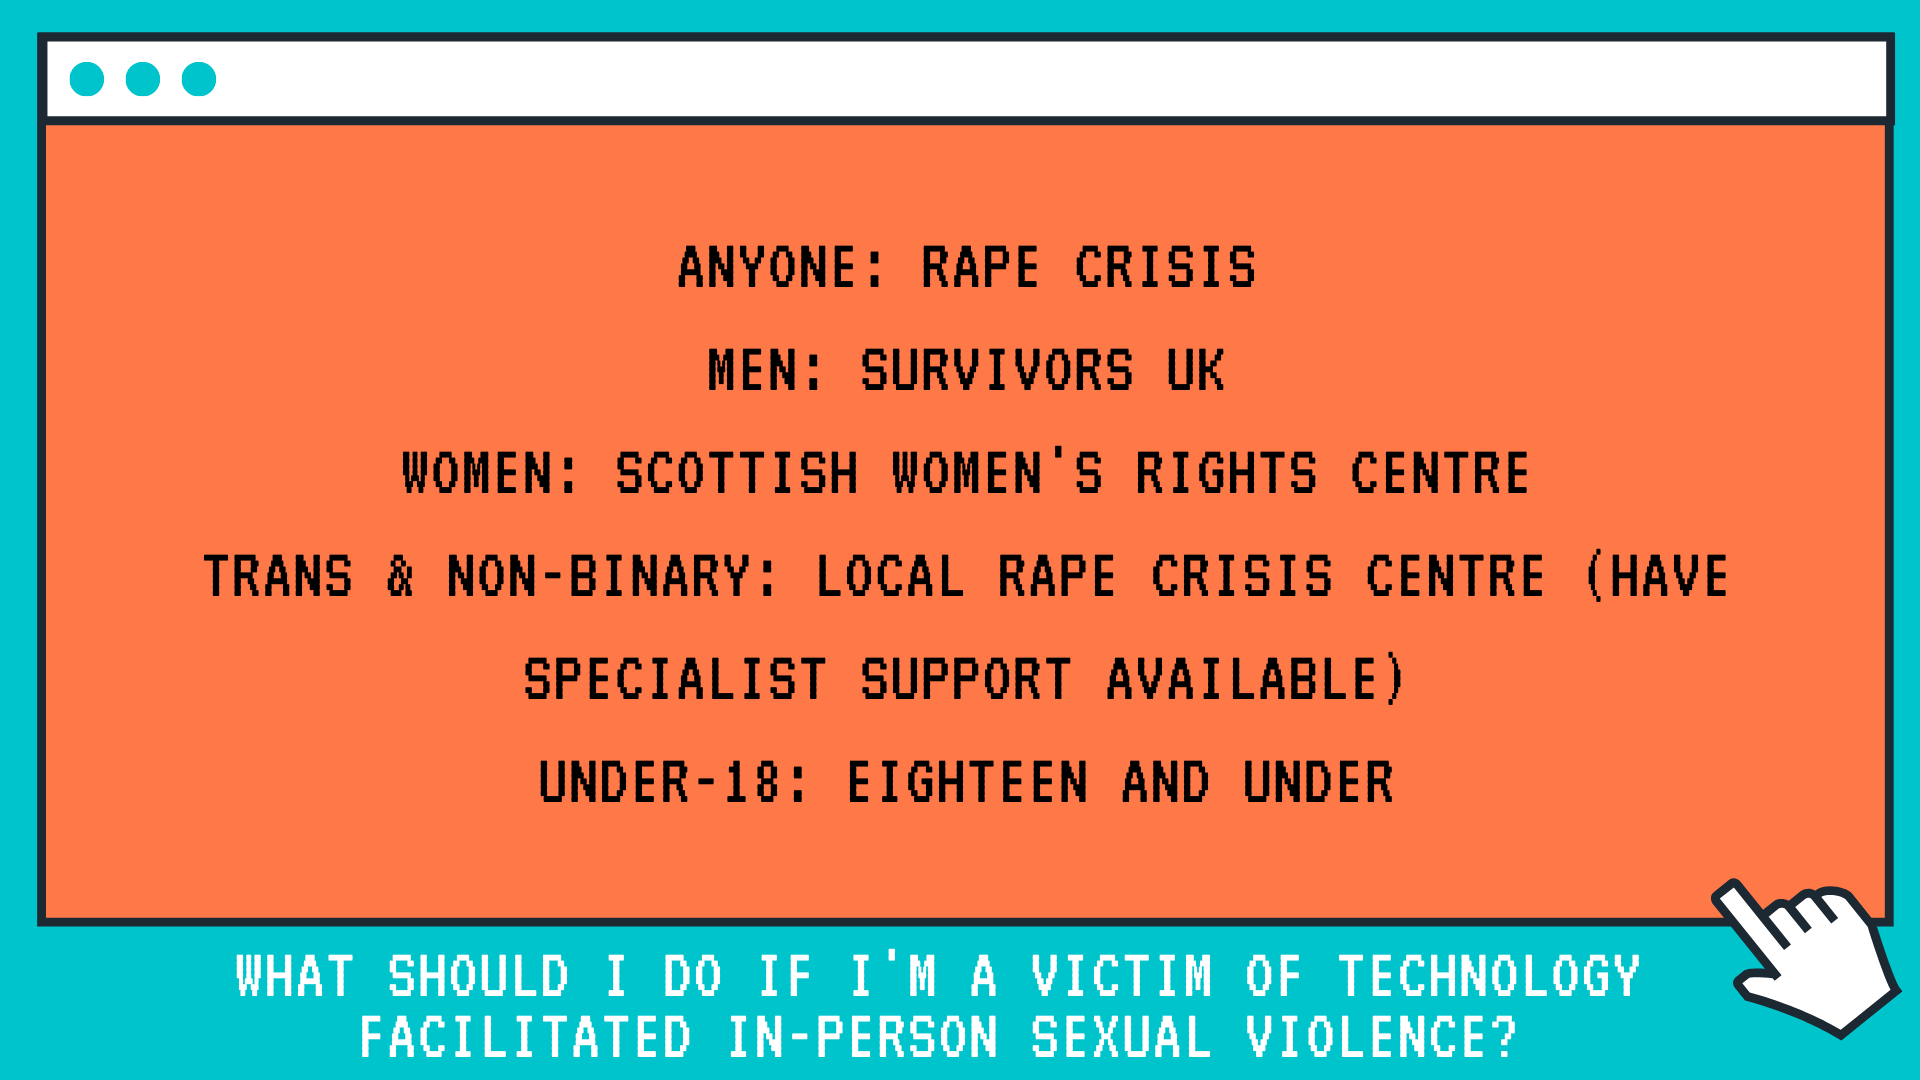 ANYONE: RAPE CRISIS
MEN: SURVIVORS UK
WOMEN: SCOTTISH WOMEN'S RIGHTS CENTRE
TRANS & NON-BINARY: LOCAL RAPE CRISIS CENTRE (HAVE
SPECIALIST SUPPORT AVAILABLE)
UNDER-18: EIGHTEEN AND UNDER
WHAT SHOULD I DO IF I'M A VICTIM OF TECHNOLOGY
FACILITATED IN-PERSON SEXUAL VIOLENCE?